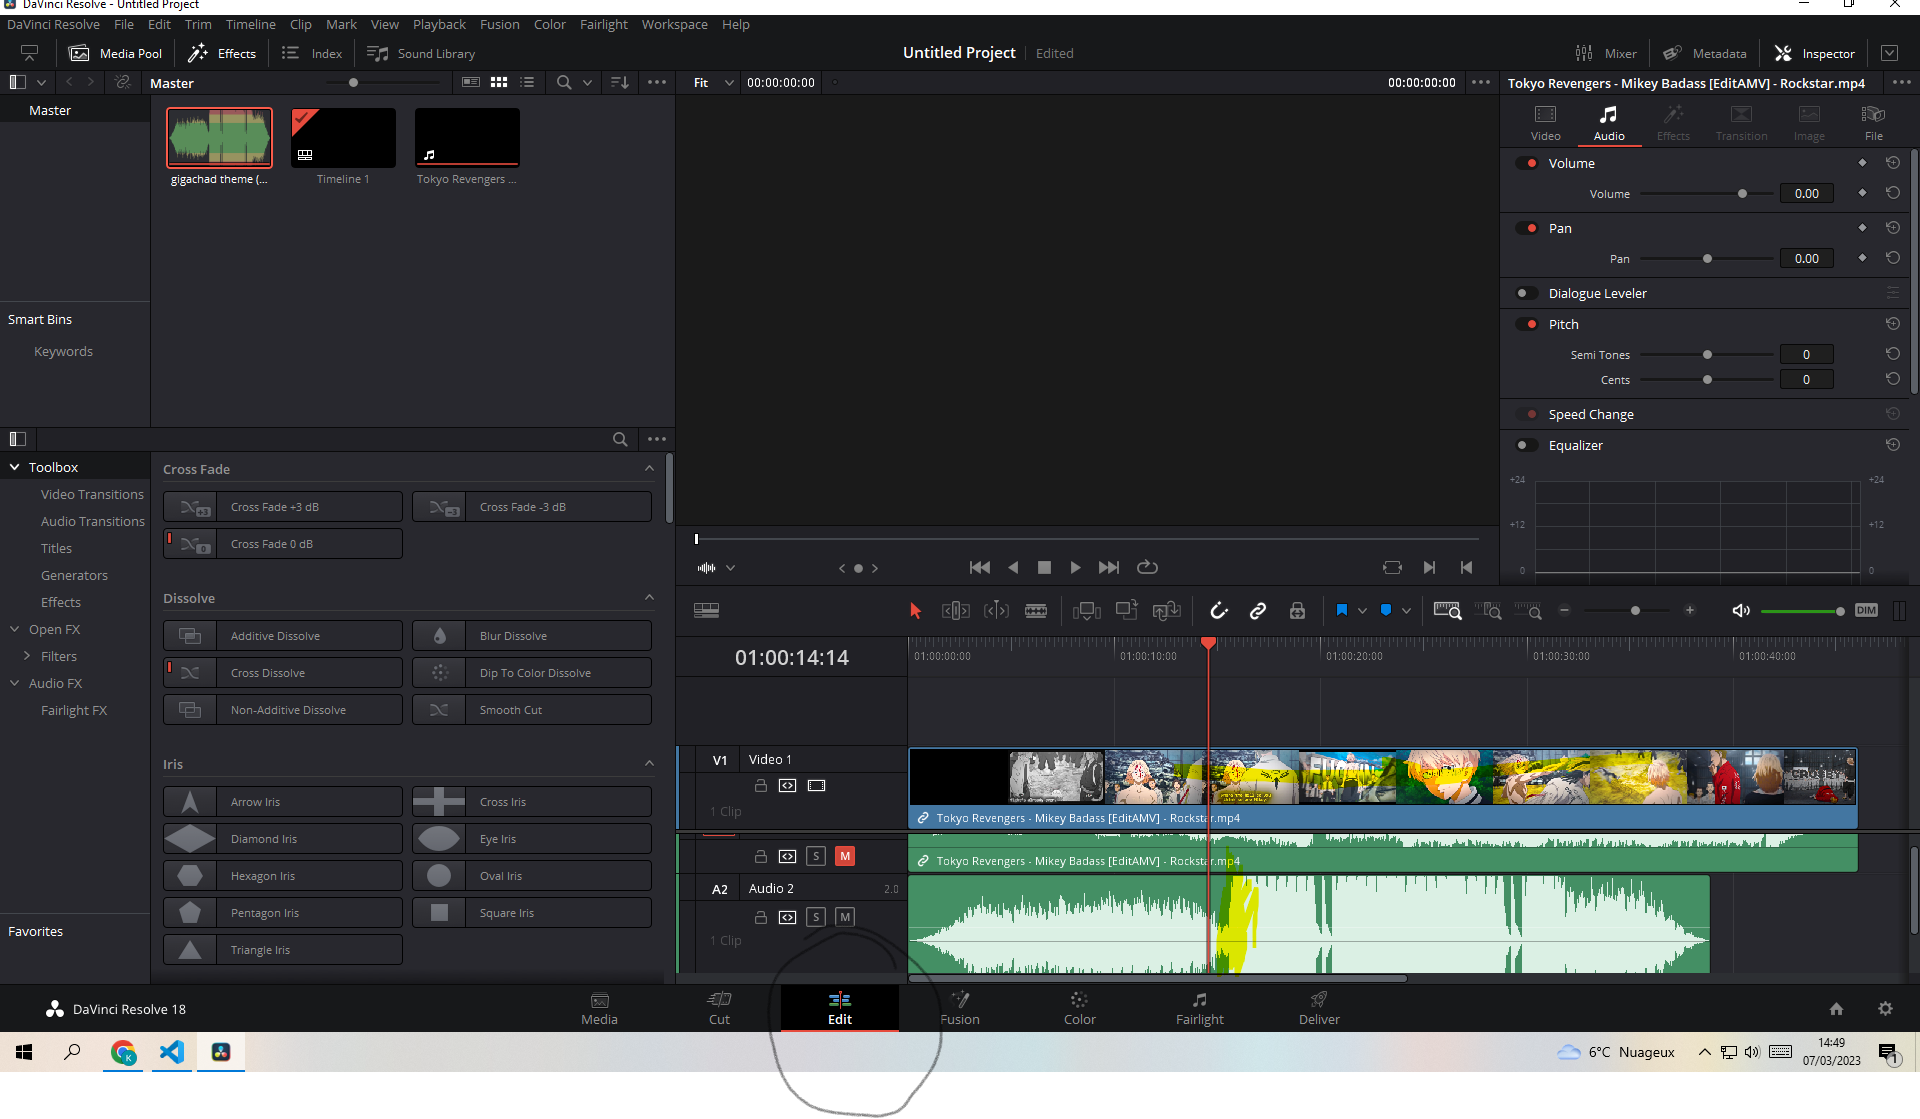 DaVinci Resolve - Untitled Project
DaVinci Resolve File Edit Trim Timeline Clip Mark View Playback Fusion Color Fairlight Workspace Help
Media Pool Effects Index Sound Library Untitled Project Edited Mixer Metadata Inspector
Master Fit 00:00:00:00 00:00:00:00 Tokyo Revengers - Mikey Badass [EditAMV] - Rockstar.mp4
Master
gigachad theme (... Timeline 1 Tokyo Revengers ...
Smart Bins
Keywords
Video Audio Effects Transition Image File
Volume
Volume 0.00
Pan
Pan 0.00
Dialogue Leveler
Pitch
Semi Tones 0
Cents 0
Speed Change
Equalizer
+24 +24
+12 +12
0 0
Toolbox
Video Transitions
Audio Transitions
Titles
Generators
Effects
Open FX
Filters
Audio FX
Fairlight FX
Favorites
Cross Fade
+3 Cross Fade +3 dB -3 Cross Fade -3 dB
0 Cross Fade 0 dB
Dissolve
Additive Dissolve Blur Dissolve
Cross Dissolve Dip To Color Dissolve
Non-Additive Dissolve Smooth Cut
Iris
Arrow Iris Cross Iris
Diamond Iris Eye Iris
Hexagon Iris Oval Iris
Pentagon Iris Square Iris
Triangle Iris
DIM
01:00:14:14 01:00:00:00 01:00:10:00 01:00:20:00 01:00:30:00 01:00:40:00
V1 Video 1
1 Clip
CROSBY
Tokyo Revengers - Mikey Badass [EditAMV] - Rockstar.mp4
S M Tokyo Revengers - Mikey Badass [EditAMV] - Rockstar.mp4
A2 Audio 2 2.0
S M
1 Clip
DaVinci Resolve 18 Media Cut Edit Fusion Color Fairlight Deliver
K 6°C Nuageux 14:49
07/03/2023 1